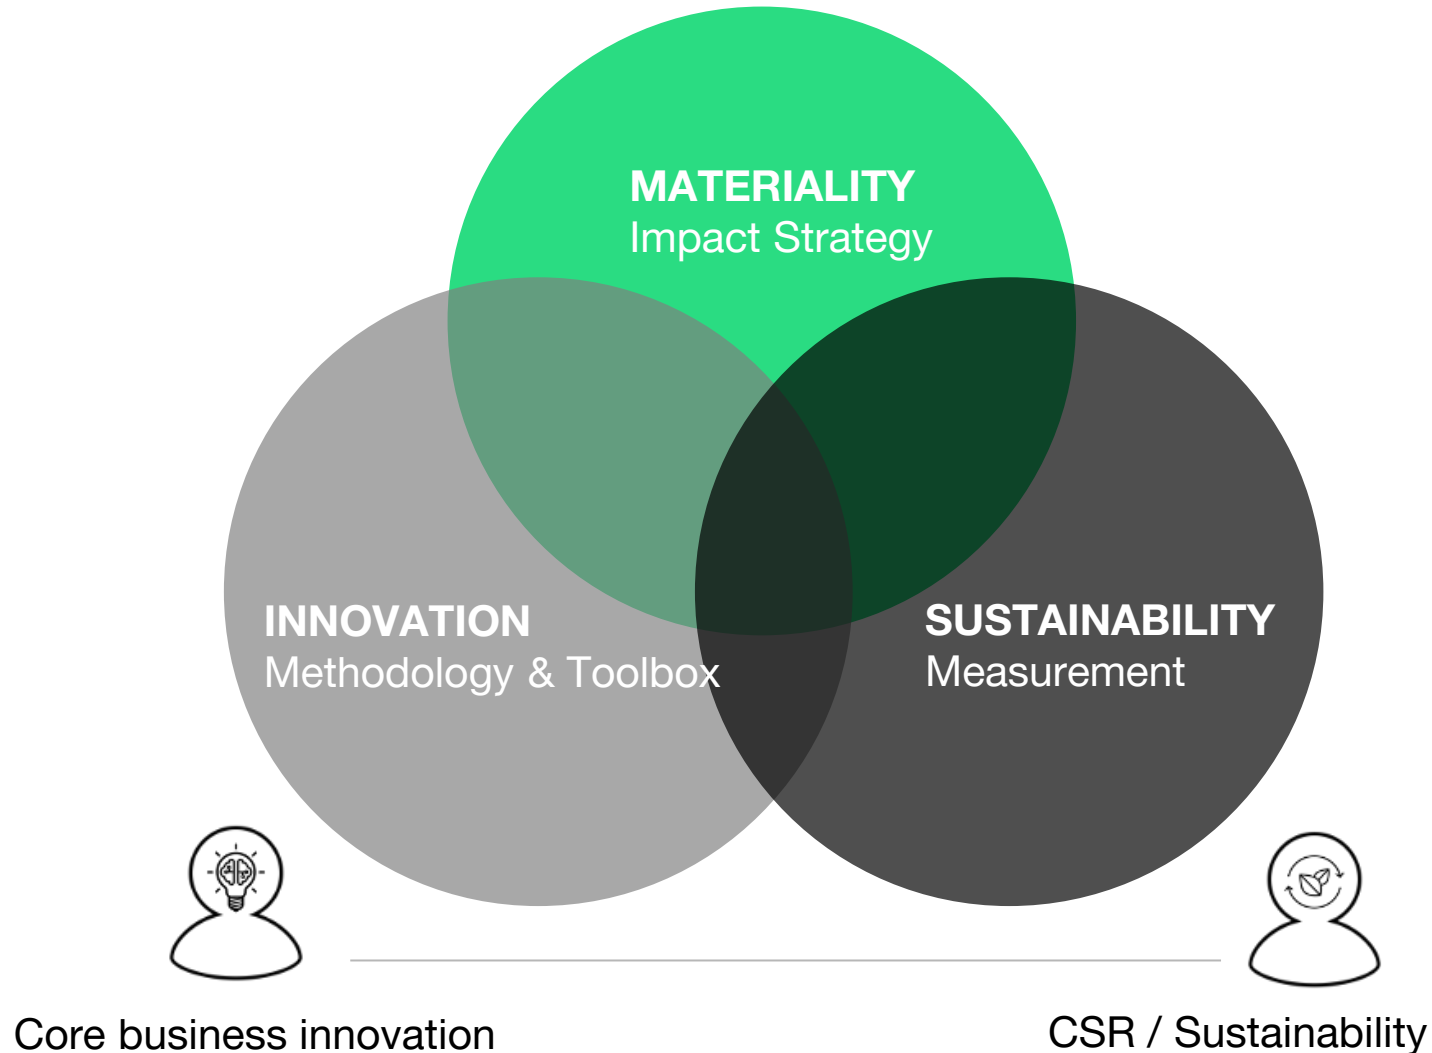 MATERIALITY
Impact Strategy
INNOVATION
Methodology & Toolbox
SUSTAINABILITY
Measurement
Core business innovation
CSR / Sustainability